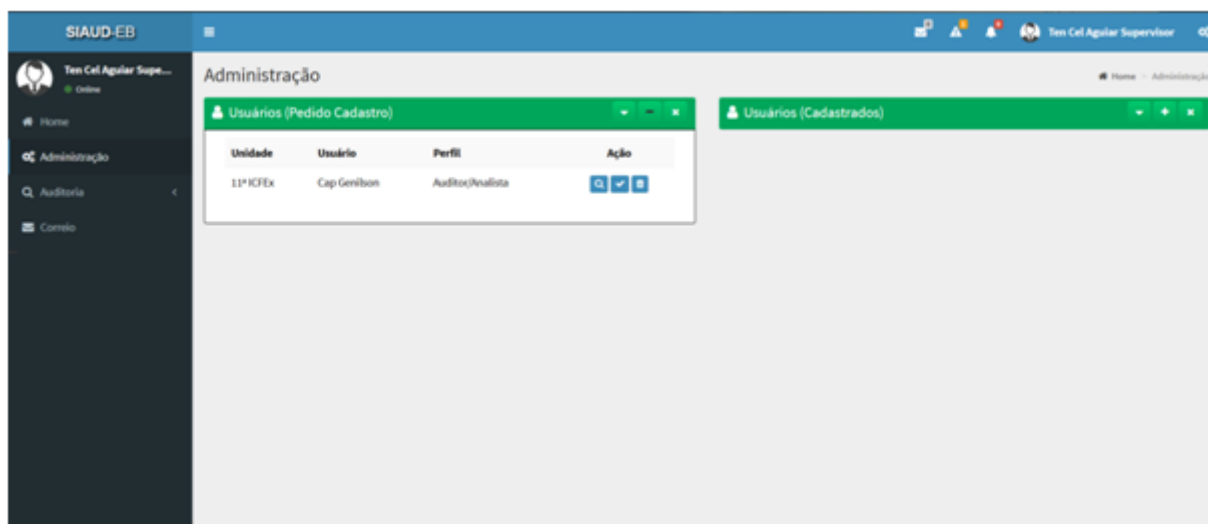 SIAUD-EB
Ten Cel Aguiar Supervisor
Ten Cel Aguiar Supe...
Online
Home
Administração
Auditoria
Correio
Administração
Home
Administração
Usuários (Pedido Cadastro)
Unidade Usuário Perfil Ação
11ª ICFEx Cap Genilson Auditor/Analista
Usuários (Cadastrados)